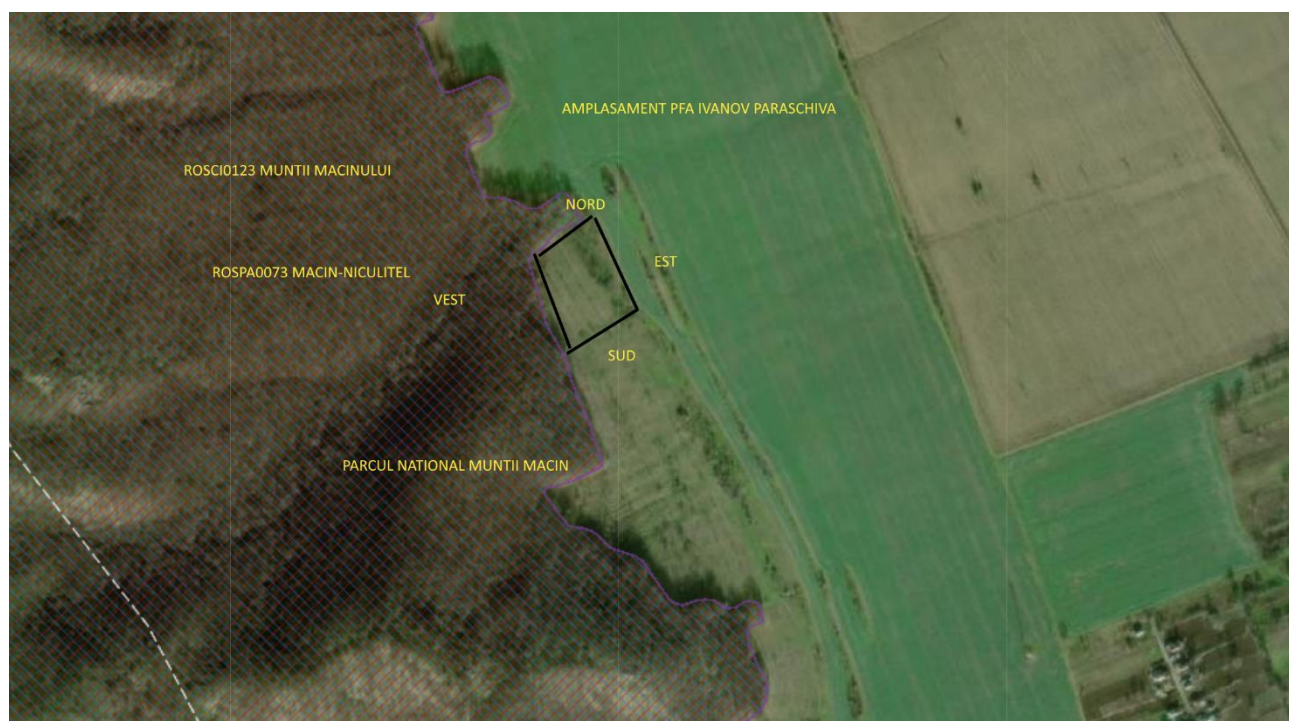 AMPLASAMENT PFA IVANOV PARASCHIVA
ROSCI0123 MUNTII MACINULUI
NORD
EST
ROSPA0073 MACIN-NICULITEL
VEST
SUD
PARCUL NATIONAL MUNTII MACIN